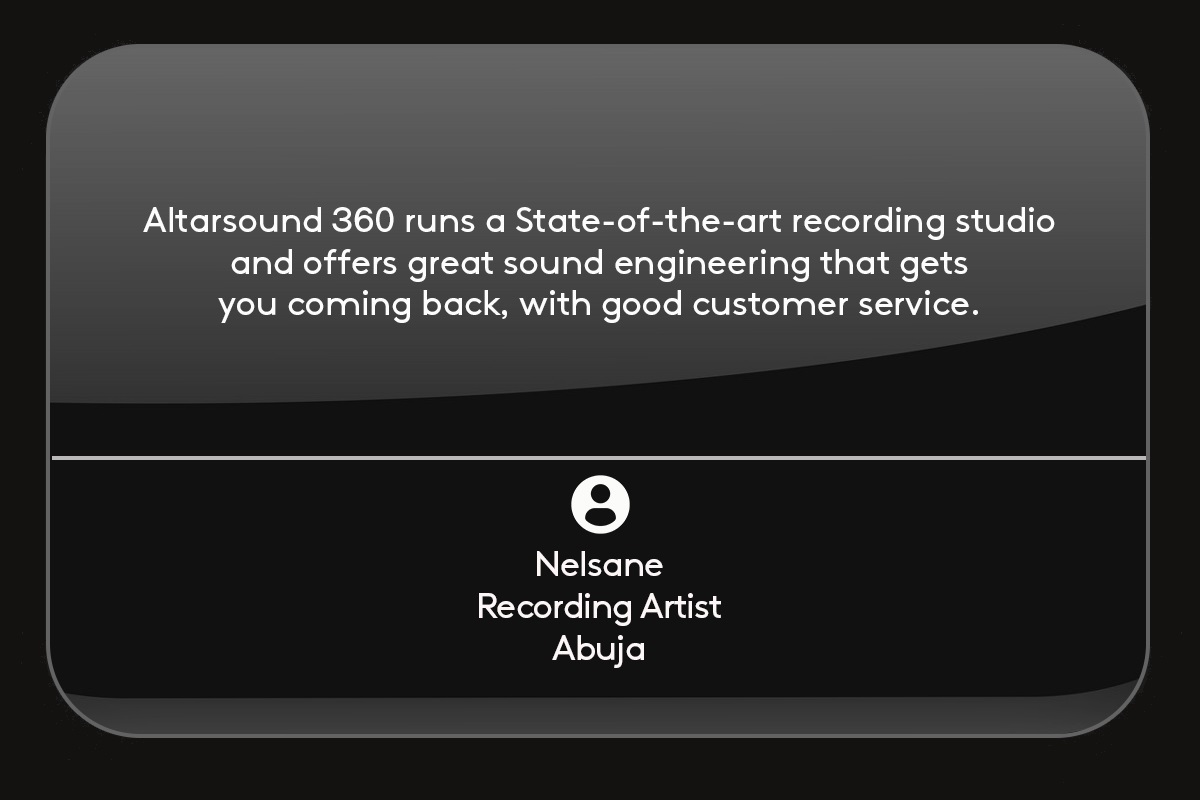 Altarsound 360 runs a State-of-the-art recording studio
and offers great sound engineering that gets
you coming back, with good customer service.
Nelsane
Recording Artist
Abuja